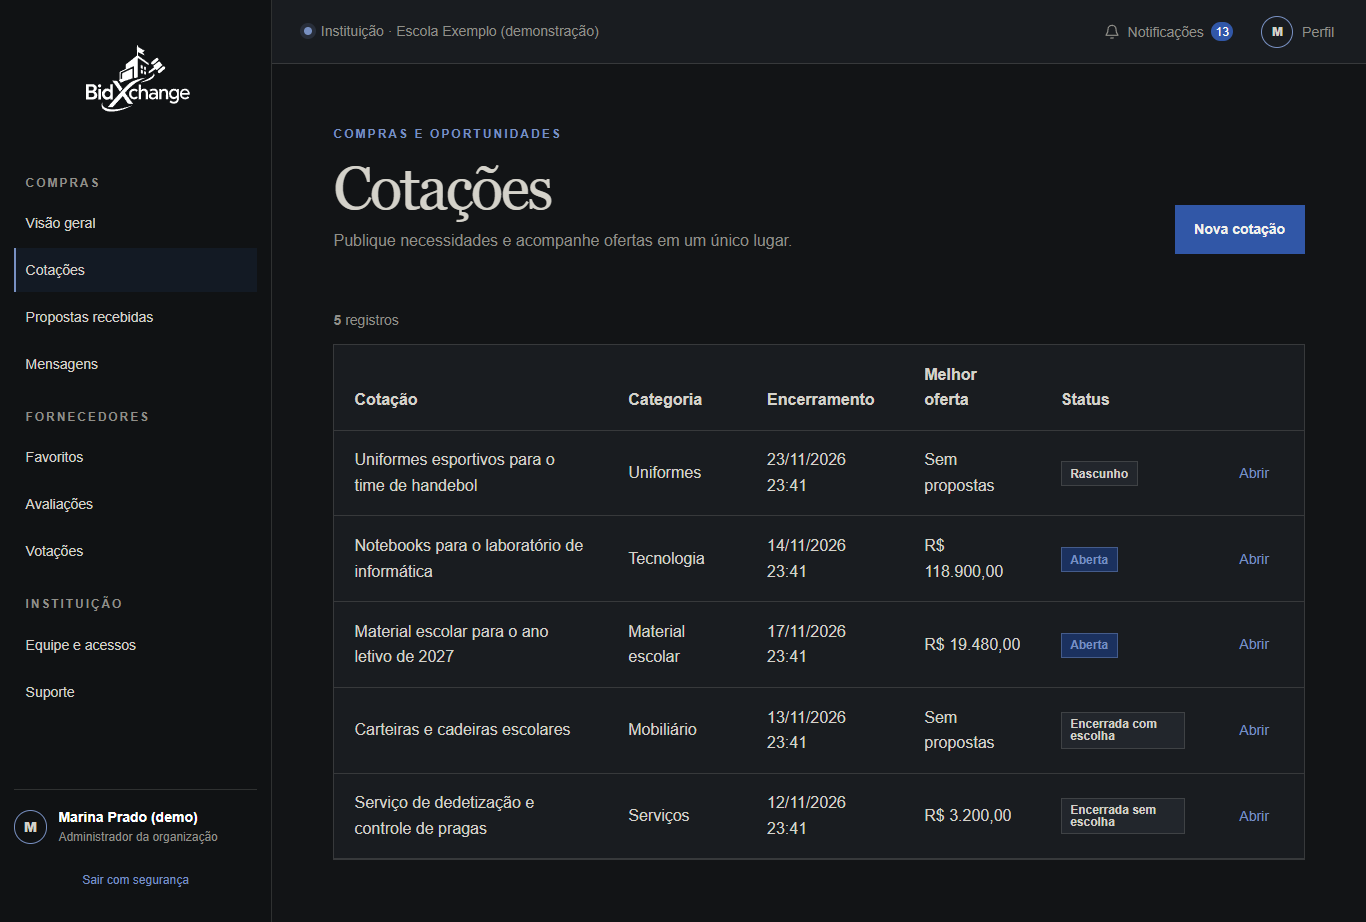 BidXchange
COMPRAS
Visão geral
Cotações
Propostas recebidas
Mensagens
FORNECEDORES
Favoritos
Avaliações
Votações
INSTITUIÇÃO
Equipe e acessos
Suporte
M
Marina Prado (demo)
Administrador da organização
Sair com segurança
Instituição · Escola Exemplo (demonstração)
Notificações 13
M Perfil
COMPRAS E OPORTUNIDADES
Cotações
Publique necessidades e acompanhe ofertas em um único lugar.
Nova cotação
5 registros
Cotação Categoria Encerramento Melhor oferta Status
Uniformes esportivos para o
time de handebol
Uniformes
23/11/2026
23:41
Sem
propostas
Rascunho
Abrir
Notebooks para o laboratório de
informática
Tecnologia
14/11/2026
23:41
R$
118.900,00
Aberta
Abrir
Material escolar para o ano
letivo de 2027
Material
escolar
17/11/2026
23:41
R$ 19.480,00
Aberta
Abrir
Carteiras e cadeiras escolares
Mobiliário
13/11/2026
23:41
Sem
propostas
Encerrada com
escolha
Abrir
Serviço de dedetização e
controle de pragas
Serviços
12/11/2026
23:41
R$ 3.200,00
Encerrada sem
escolha
Abrir